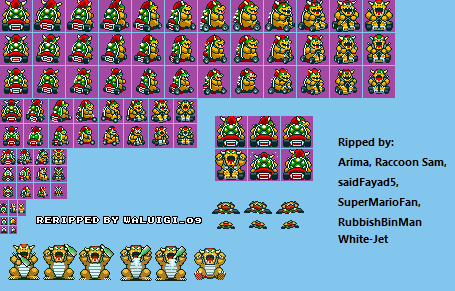 Ripped by:
Arima, Raccoon Sam,
saidFayad5,
SuperMarioFan,
RubbishBinMan
White-Jet
RERIPPED BY WALUIGI_09